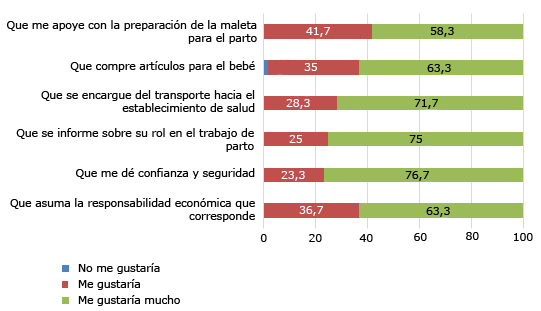 Que me apoye con la preparación de la maleta
para el parto
41,7
58,3
Que compre artículos para el bebé
35
63,3
Que se encargue del transporte hacia el
establecimiento de salud
28,3
71,7
Que se informe sobre su rol en el trabajo de
parto
25
75
Que me dé confianza y seguridad
23,3
76,7
Que asuma la responsabilidad económica que
corresponde
36,7
63,3
0 20 40 60 80 100
No me gustaría
Me gustaría
Me gustaría mucho